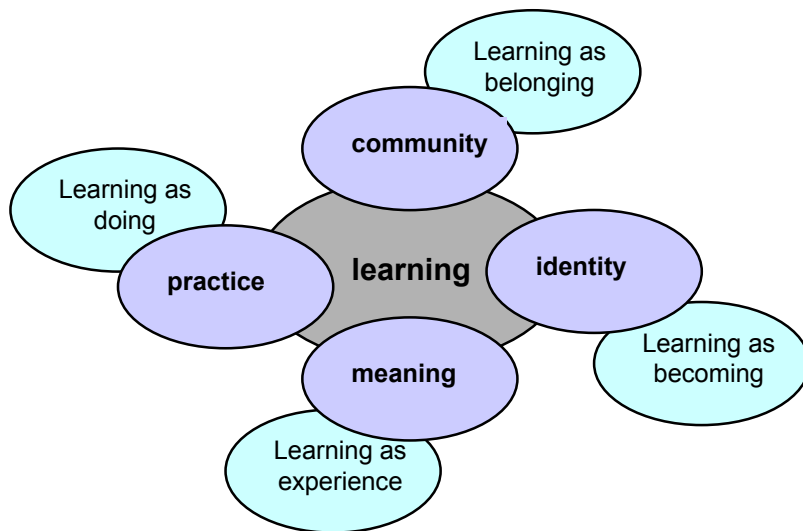 Learning as
belonging
community
Learning as
doing
practice
learning
identity
meaning
Learning as
becoming
Learning as
experience